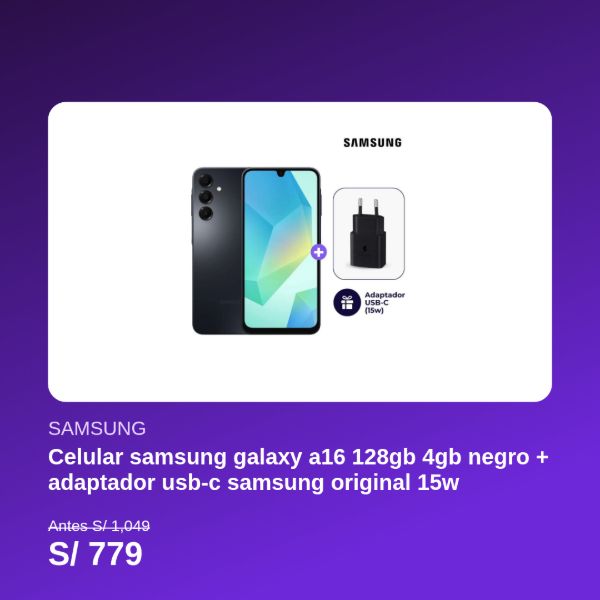 SAMSUNG
Adaptador
USB-C
(15w)
SAMSUNG
Celular samsung galaxy a16 128gb 4gb negro +
adaptador usb-c samsung original 15w
Antes S/ 1,049
S/ 779